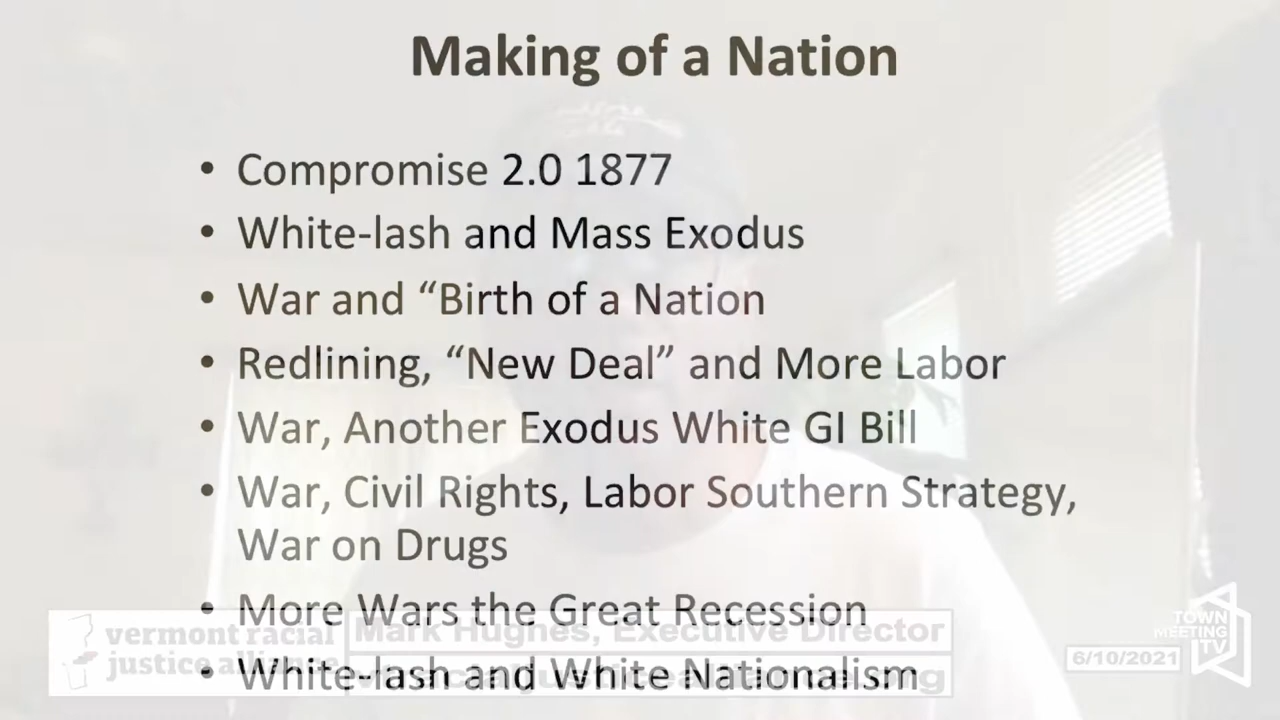 Making of a Nation
• Compromise 2.0 1877
• White-lash and Mass Exodus
• War and “Birth of a Nation
• Redlining, “New Deal” and More Labor
• War, Another Exodus White GI Bill
• War, Civil Rights, Labor Southern Strategy,
War on Drugs
• More Wars the Great Recession
• White-lash and White Nationalism
vermont racial
justice
Mark Hughes, Executive Director
6/10/2021
TOWN
MEETING
TV